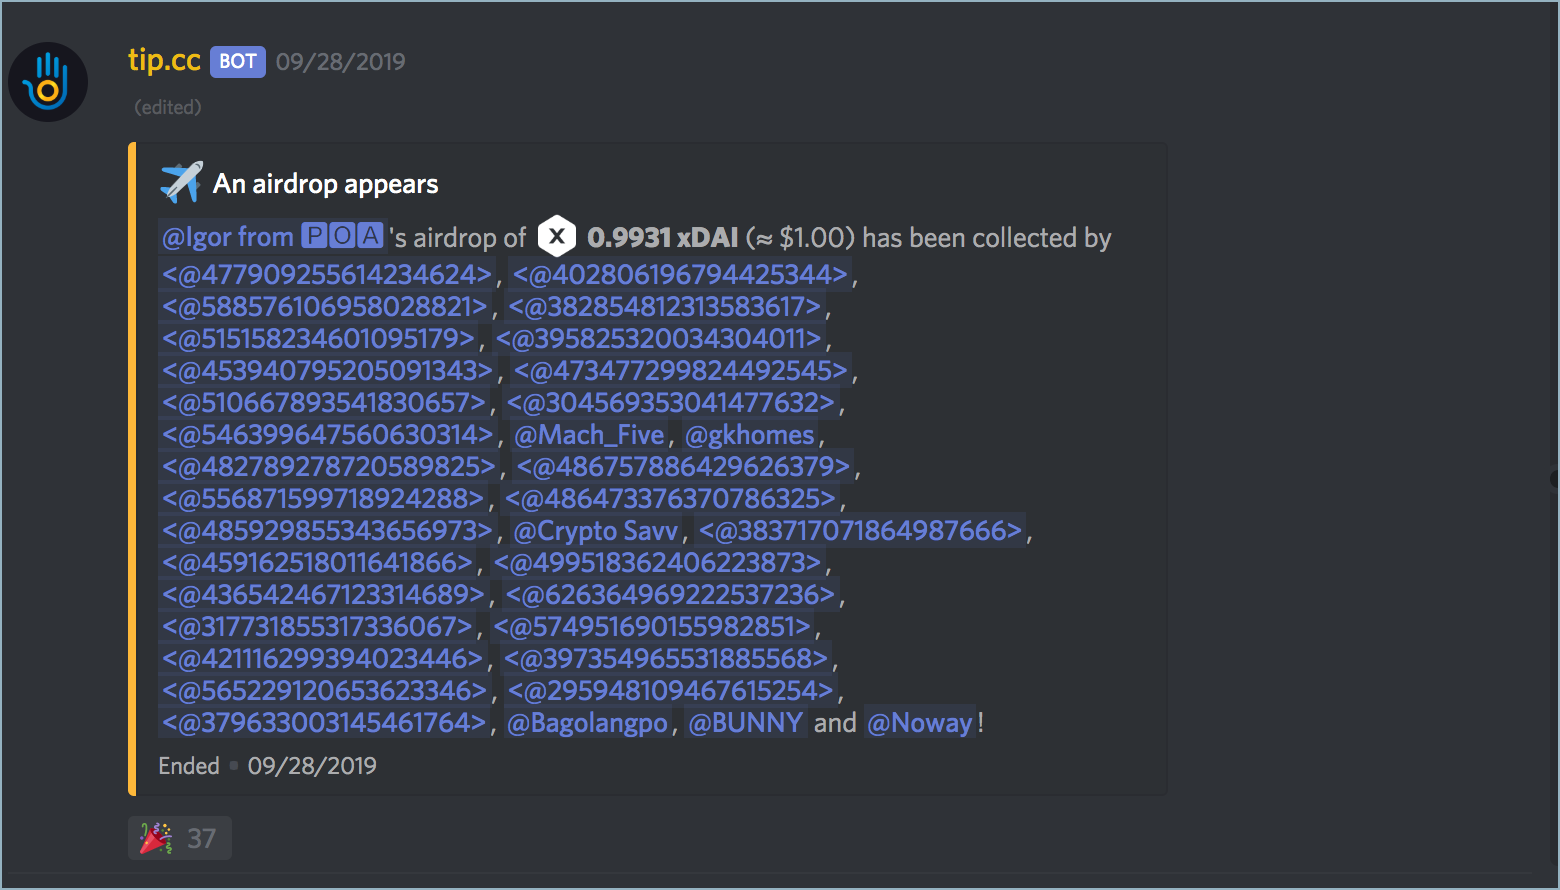 tip.cc BOT 09/28/2019
(edited)
An airdrop appears
@Igor from 🄿🄾🄰 's airdrop of X 0.9931 xDAI (≈ $1.00) has been collected by
<@477909255614234624>, <@402806196794425344>,
<@588576106958028821>, <@382854812313583617>,
<@515158234601095179>, <@395825320034304011>,
<@453940795205091343>, <@473477299824492545>,
<@510667893541830657>, <@304569353041477632>,
<@546399647560630314>, @Mach_Five, @gkhomes,
<@482789278720589825>, <@486757886429626379>,
<@556871599718924288>, <@486473376370786325>,
<@485929855343656973>, @Crypto Savv, <@383717071864987666>,
<@459162518011641866>, <@499518362406223873>,
<@436542467123314689>, <@626364969222537236>,
<@317731855317336067>, <@574951690155982851>,
<@421116299394023446>, <@397354965531885568>,
<@565229120653623346>, <@295948109467615254>,
<@379633003145461764>, @Bagolangpo, @BUNNY and @Noway!
Ended • 09/28/2019
37